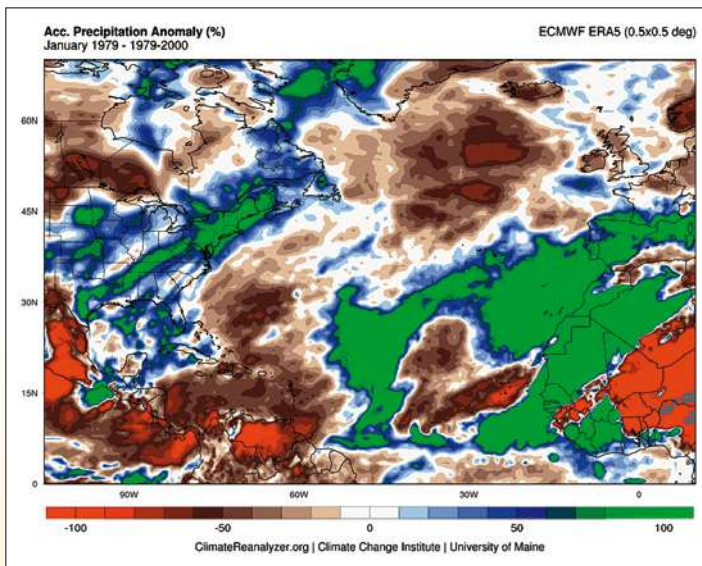 Acc. Precipitation Anomaly (%)
January 1979 - 1979-2000
ECMWF ERA5 (0.5x0.5 deg)
60N
45N
30N
15N
0
90W
60W
30W
0
-100
-50
0
50
100
ClimateReanalyzer.org | Climate Change Institute | University of Maine